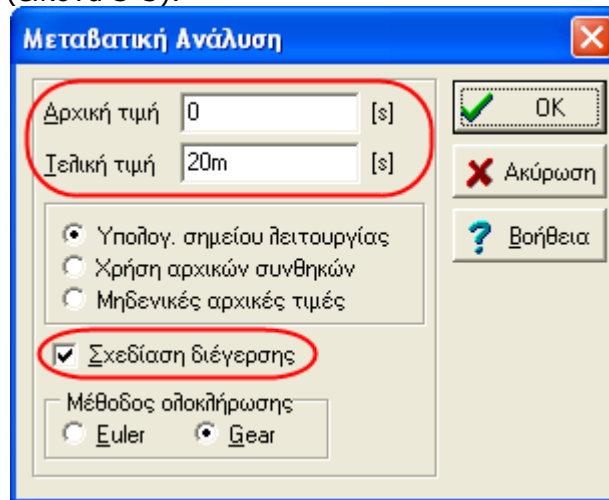 Μεταβατική Ανάλυση
Αρχική τιμή 0 [s]
Τελική τιμή 20m [s]
Υπολογ. σημείου λειτουργίας
Χρήση αρχικών συνθηκών
Μηδενικές αρχικές τιμές
Σχεδίαση διέγερσης
Μέθοδος ολοκλήρωσης
Euler Gear
OK
Ακύρωση
? Βοήθεια